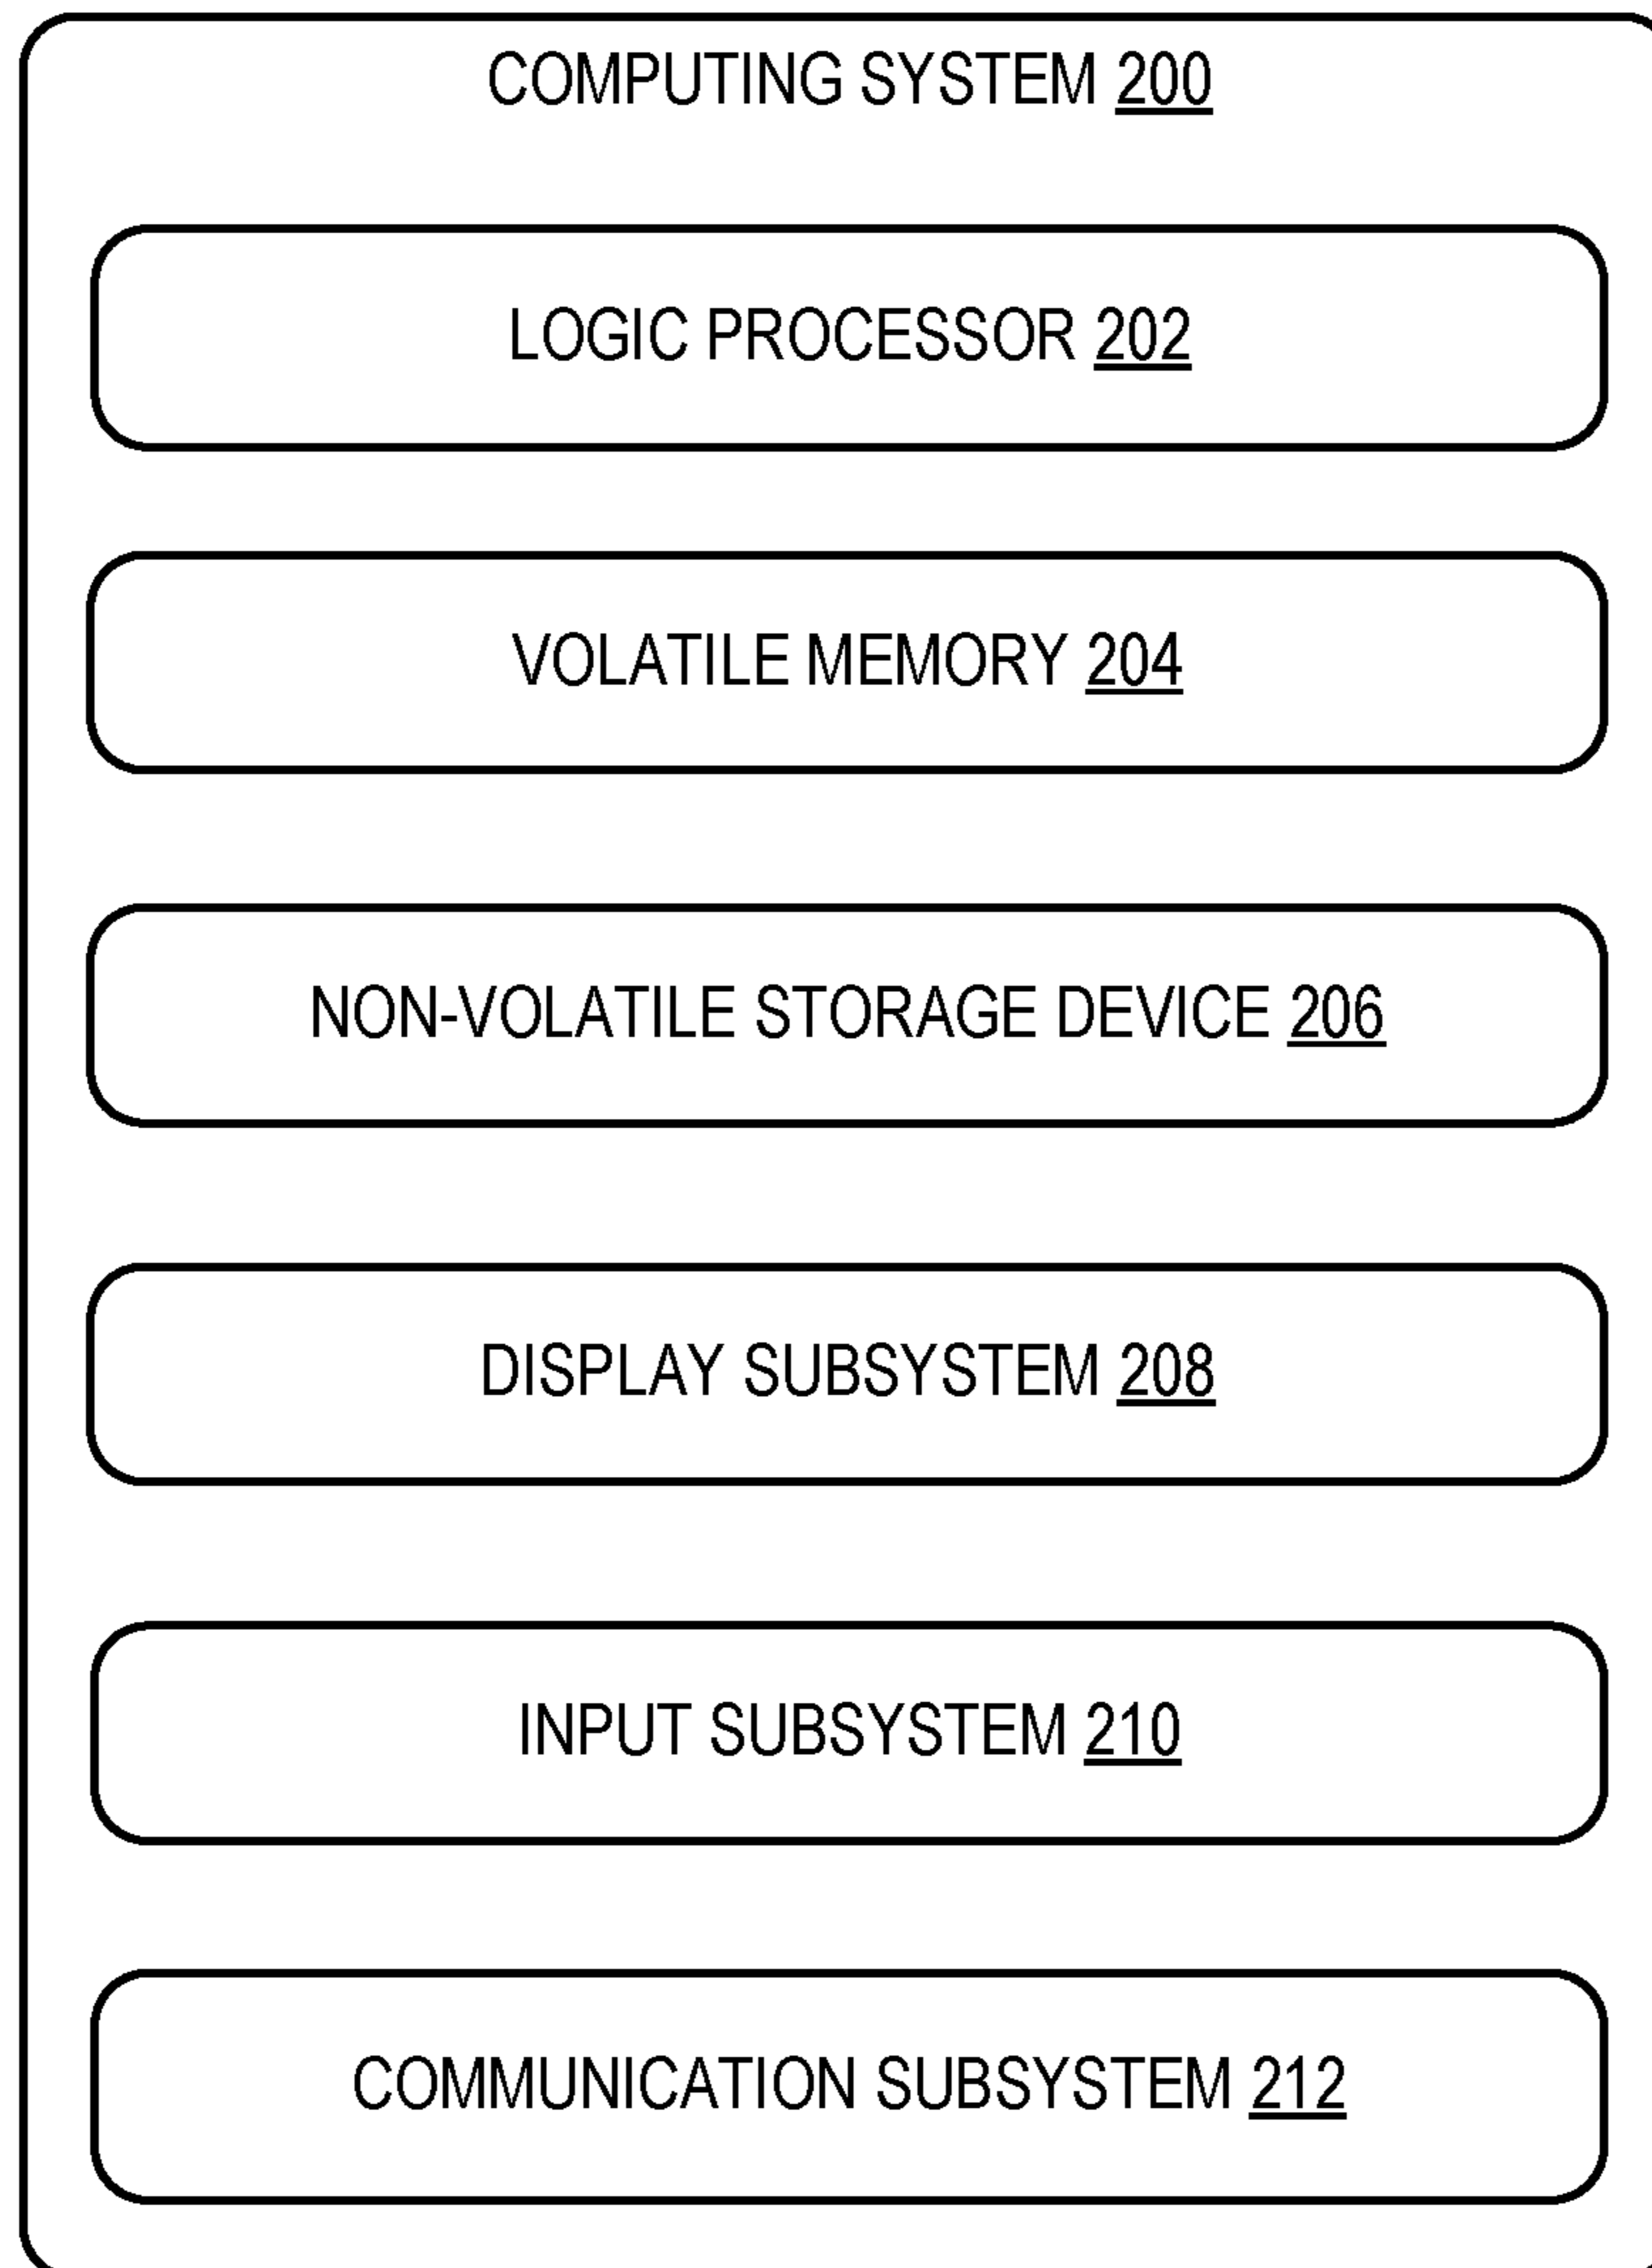 COMPUTING SYSTEM 200
LOGIC PROCESSOR 202
VOLATILE MEMORY 204
NON-VOLATILE STORAGE DEVICE 206
DISPLAY SUBSYSTEM 208
INPUT SUBSYSTEM 210
COMMUNICATION SUBSYSTEM 212